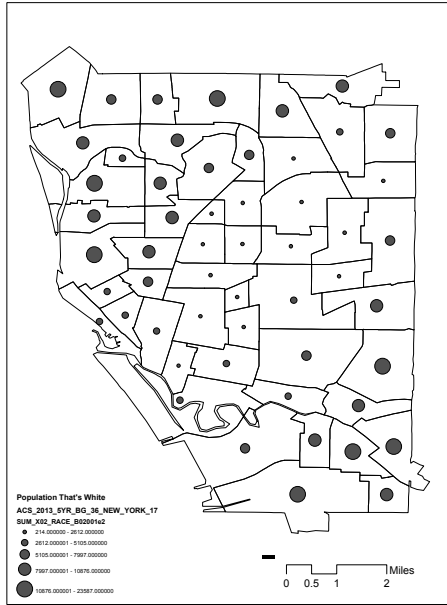 Population That's White
ACS_2013_5YR_BG_36_NEW_YORK_17
SUM_X02_RACE_B02001e2
214.000000 - 2612.000000
2612.000001 - 5105.000000
5105.000001 - 7997.000000
7997.000001 - 10876.000000
10876.000001 - 23587.000000
Miles
0 0.5 1 2